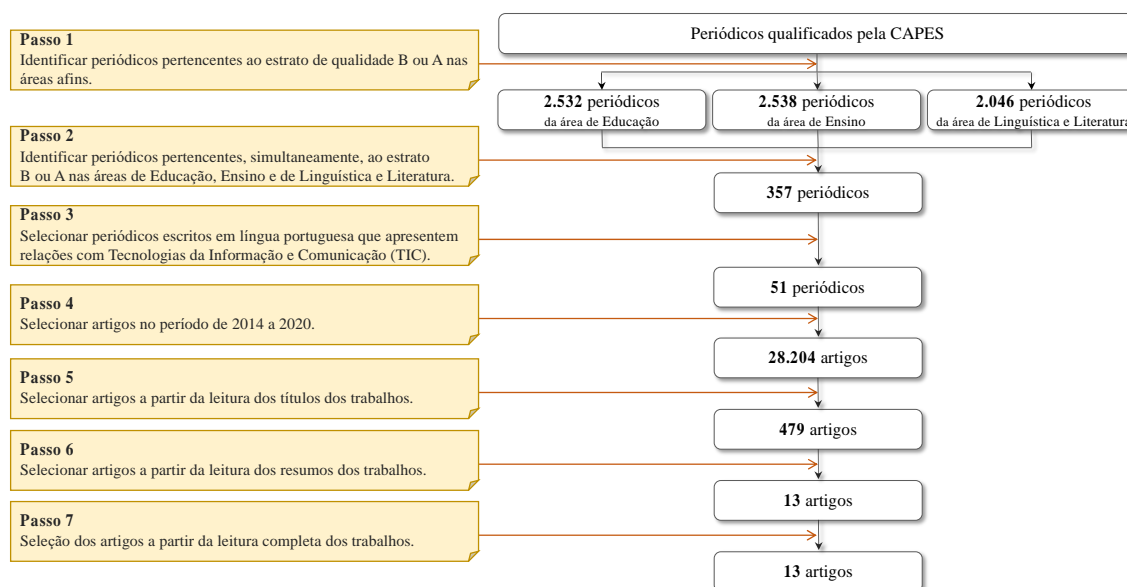 Periódicos qualificados pela CAPES
Passo 1
Identificar periódicos pertencentes ao estrato de qualidade B ou A nas
áreas afins.
2.532 periódicos
da área de Educação
2.538 periódicos
da área de Ensino
2.046 periódicos
da área de Linguística e Literatura
Passo 2
Identificar periódicos pertencentes, simultaneamente, ao estrato
B ou A nas áreas de Educação, Ensino e de Linguística e Literatura.
357 periódicos
Passo 3
Selecionar periódicos escritos em língua portuguesa que apresentem
relações com Tecnologias da Informação e Comunicação (TIC).
51 periódicos
Passo 4
Selecionar artigos no período de 2014 a 2020.
28.204 artigos
Passo 5
Selecionar artigos a partir da leitura dos títulos dos trabalhos.
479 artigos
Passo 6
Selecionar artigos a partir da leitura dos resumos dos trabalhos.
13 artigos
Passo 7
Seleção dos artigos a partir da leitura completa dos trabalhos.
13 artigos